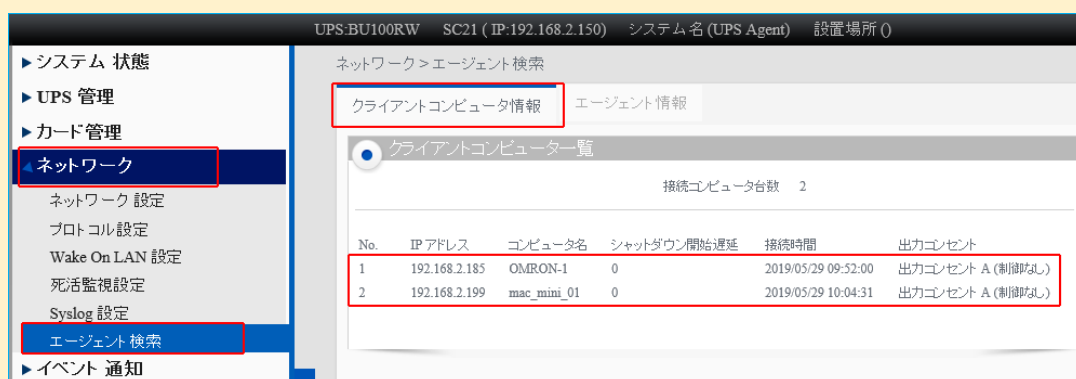 UPS:BU100RW SC21 ( IP:192.168.2.150) システム名 (UPS Agent) 設置場所 ()
▶システム 状態
▶UPS 管理
▶カード管理
ネットワーク
ネットワーク 設定
プロトコル設定
Wake On LAN 設定
死活監視設定
Syslog 設定
エージェント 検索
▶イベント 通知
ネットワーク > エージェント検索
クライアントコンピュータ情報 エージェント情報
クライアントコンピュータ一覧
接続コンピュータ台数 2
No. IP アドレス コンピュータ名 シャットダウン開始遅延 接続時間 出力コンセント
1 192.168.2.185 OMRON-1 0 2019/05/29 09:52:00 出力コンセント A (制御なし)
2 192.168.2.199 mac_mini_01 0 2019/05/29 10:04:31 出力コンセント A (制御なし)